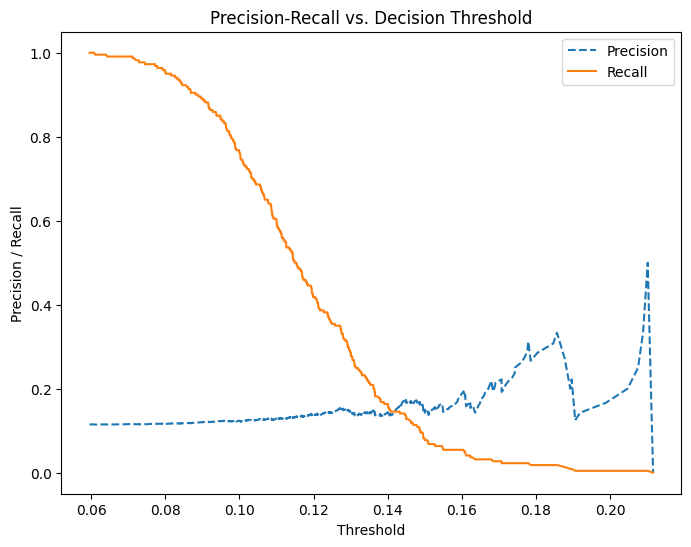 Precision-Recall vs. Decision Threshold
Precision
Recall
Precision / Recall
1.0
0.8
0.6
0.4
0.2
0.0
0.06 0.08 0.10 0.12 0.14 0.16 0.18 0.20
Threshold